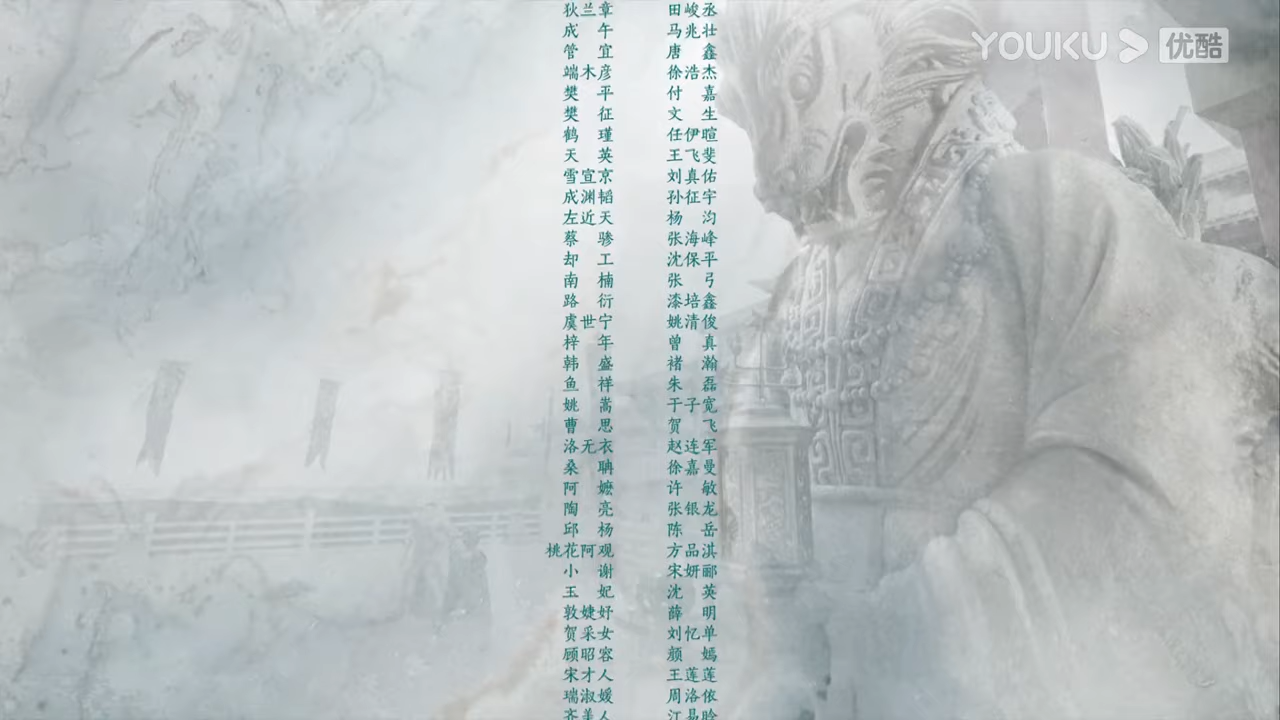 YOUKU 优酷
狄兰章 田峻丞
成午 马兆壮
管宜 唐鑫
端木彦 徐浩杰
樊平 付嘉
樊征 文生
鹤瑾 任伊暄
天英 王飞斐
雪宣京 刘真佑
成渊韬 孙征宇
左近天 杨沟
蔡骖 张海峰
却工 沈保平
南楠 张弓
路衍 漆培鑫
虞世宁 姚清俊
梓年 曾真
韩盛 褚瀚
鱼祥 朱磊
姚嵩 于子宽
曹思 贺飞
洛无衣 赵连军
桑聃 徐嘉曼
阿嬷 许敏
陶亮 张银龙
邱杨 陈岳
桃花阿观 方品淇
小谢 宋妍郦
玉妃 沈英
敦婕妤 薛明
贺采女 刘忆单
顾昭容 颜嫣
宋才人 王莲莲
瑞淑媛 周洛依
齐美人 江易晗